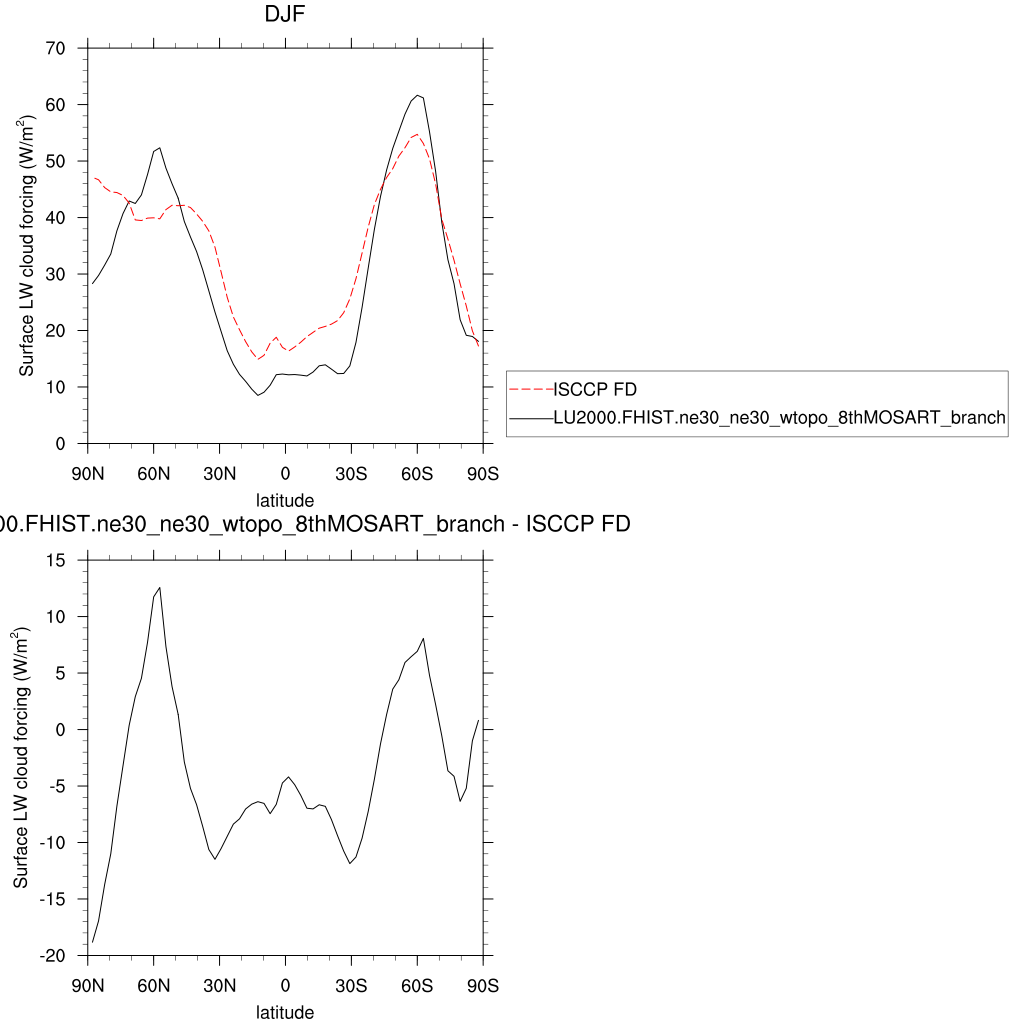 DJF
70
60
50
40
30
20
10
0
Surface LW cloud forcing (W/m²)
90N 60N 30N 0 30S 60S 90S
latitude
ISCCP FD
LU2000.FHIST.ne30_ne30_wtopo_8thMOSART_branch
00.FHIST.ne30_ne30_wtopo_8thMOSART_branch - ISCCP FD
15
10
5
0
-5
-10
-15
-20
Surface LW cloud forcing (W/m²)
90N 60N 30N 0 30S 60S 90S
latitude